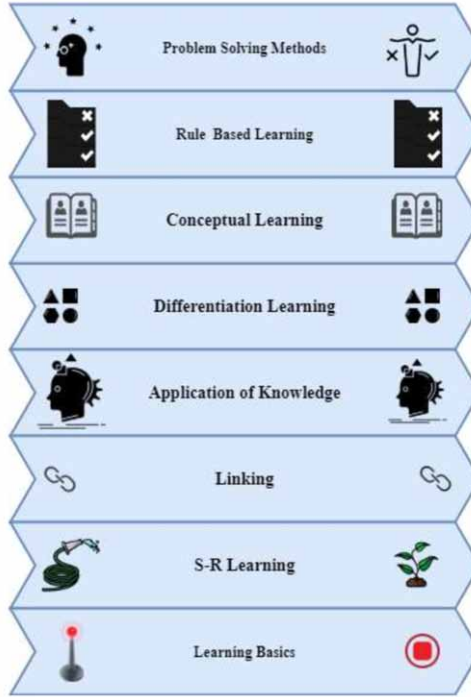 Problem Solving Methods
Rule Based Learning
Conceptual Learning
Differentiation Learning
Application of Knowledge
Linking
S-R Learning
Learning Basics